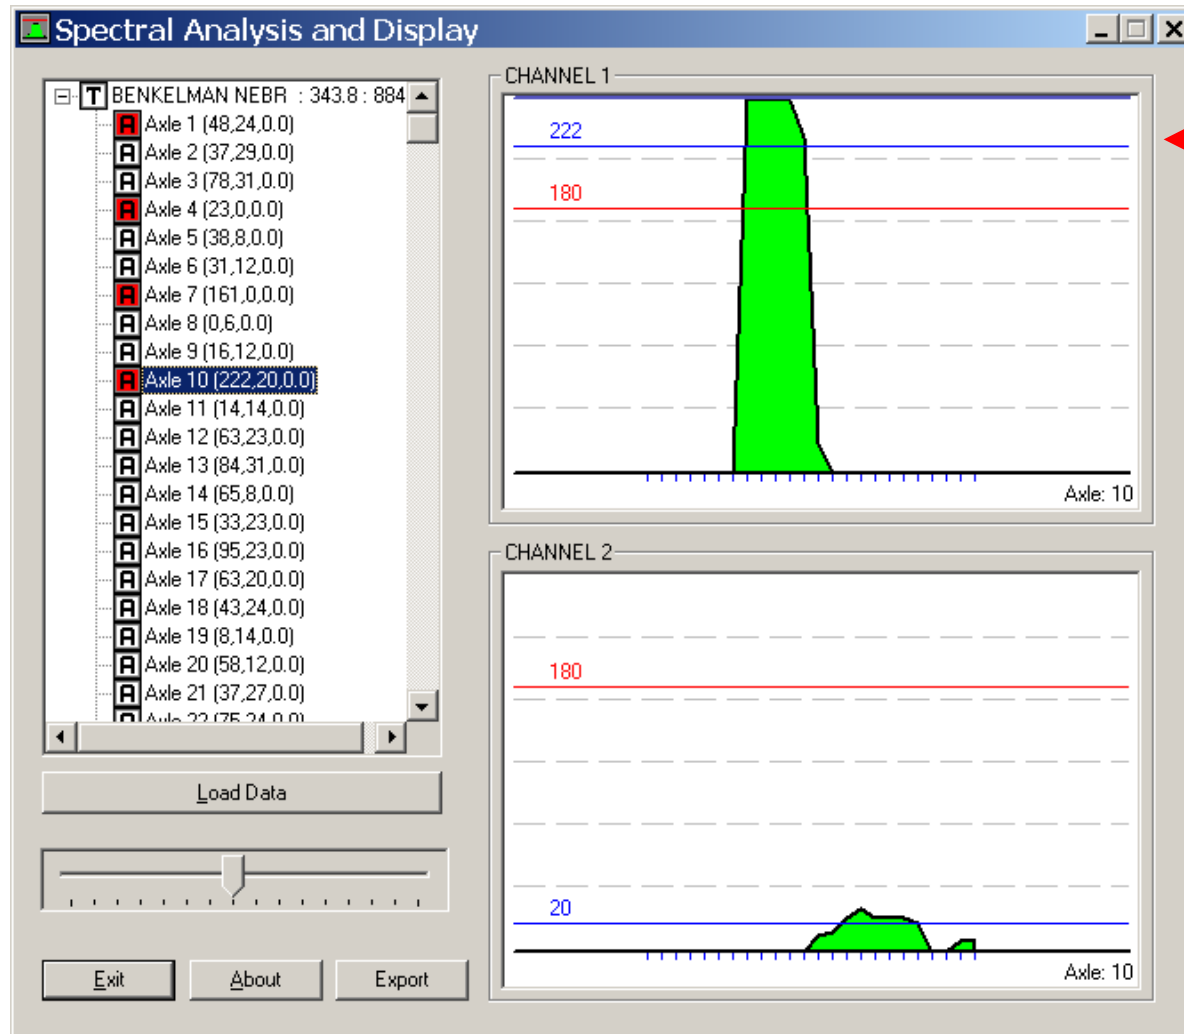 Spectral Analysis and Display
T BENKELMAN NEBR : 343.8 : 884
A Axle 1 (48,24,0.0)
A Axle 2 (37,29,0.0)
A Axle 3 (78,31,0.0)
A Axle 4 (23,0,0.0)
A Axle 5 (38,8,0.0)
A Axle 6 (31,12,0.0)
A Axle 7 (161,0,0.0)
A Axle 8 (0,6,0.0)
A Axle 9 (16,12,0.0)
A Axle 10 (222,20,0.0)
A Axle 11 (14,14,0.0)
A Axle 12 (63,23,0.0)
A Axle 13 (84,31,0.0)
A Axle 14 (65,8,0.0)
A Axle 15 (33,23,0.0)
A Axle 16 (95,23,0.0)
A Axle 17 (63,20,0.0)
A Axle 18 (43,24,0.0)
A Axle 19 (8,14,0.0)
A Axle 20 (58,12,0.0)
A Axle 21 (37,27,0.0)
A Axle 22 (75,24,0.0)
Load Data
Exit
About
Export
CHANNEL 1
222
180
Axle: 10
CHANNEL 2
180
20
Axle: 10